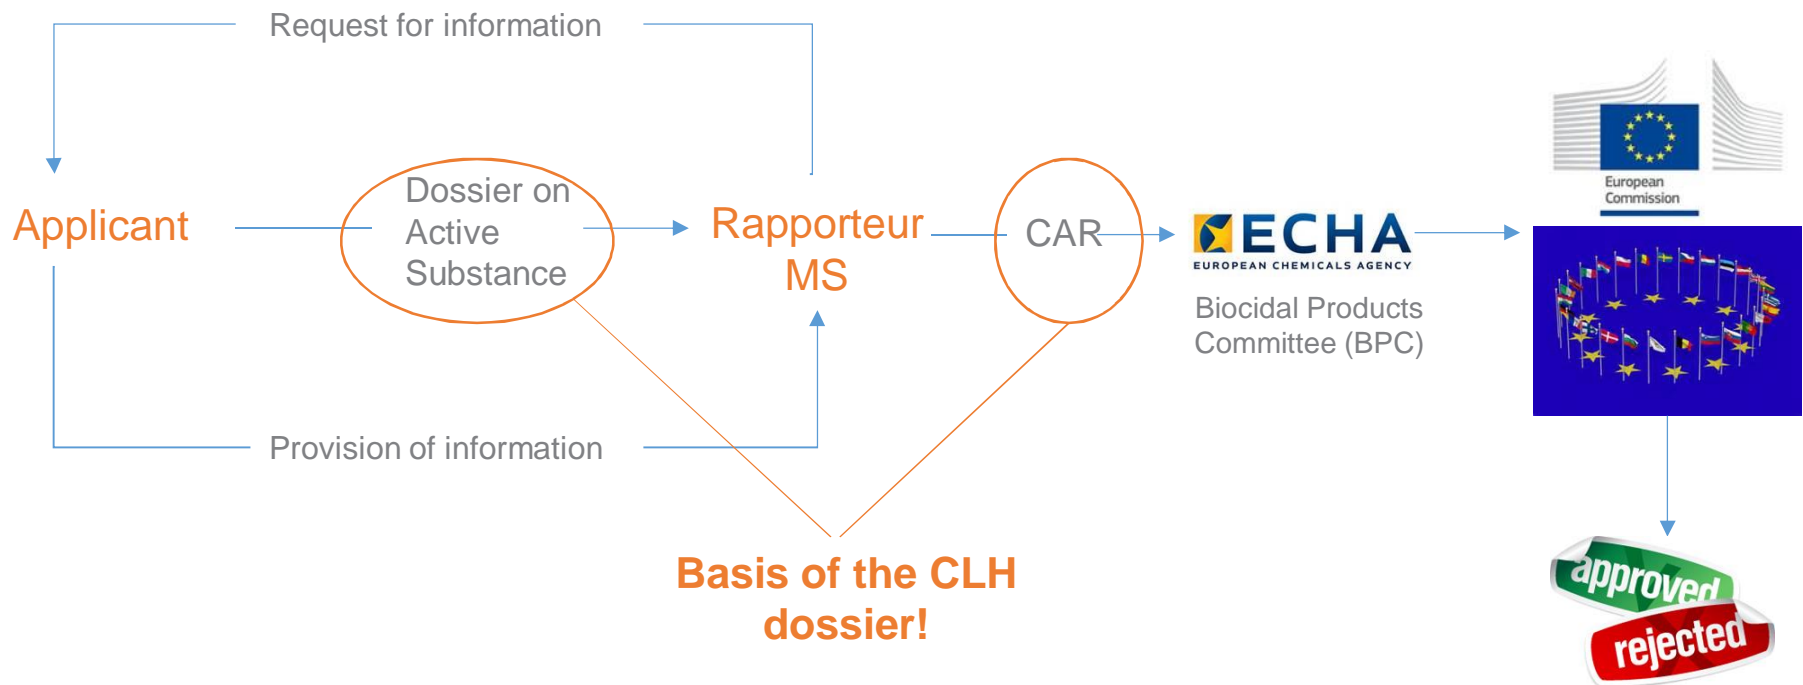 Request for information
Applicant
Dossier on
Active
Substance
Rapporteur
MS
CAR
ECHA
EUROPEAN CHEMICALS AGENCY
Biocidal Products
Committee (BPC)
European
Commission
Provision of information
Basis of the CLH
dossier!
approved
rejected